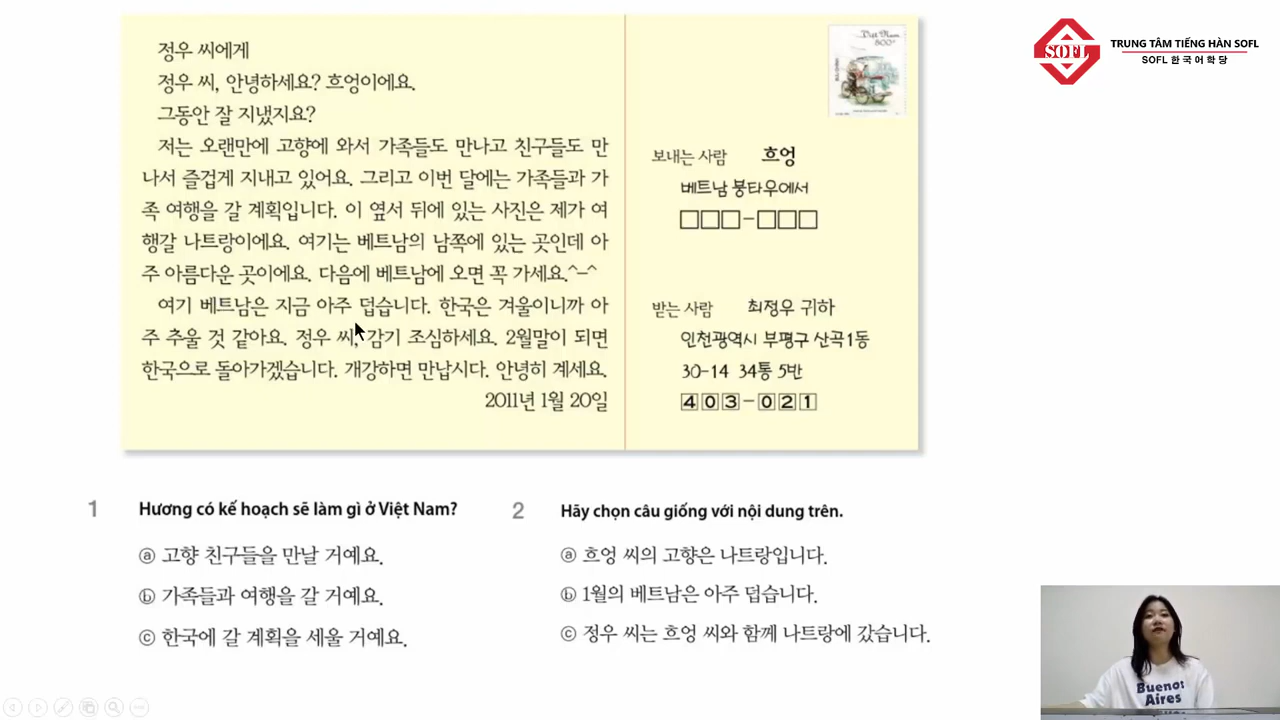 정우 씨에게
정우 씨, 안녕하세요? 흐엉이에요.
그동안 잘 지냈지요?
저는 오랜만에 고향에 와서 가족들도 만나고 친구들도 만
나서 즐겁게 지내고 있어요. 그리고 이번 달에는 가족들과 가
족 여행을 갈 계획입니다. 이 엽서 뒤에 있는 사진은 제가 여
행갈 나트랑이에요. 여기는 베트남의 남쪽에 있는 곳인데 아
주 아름다운 곳이에요. 다음에 베트남에 오면 꼭 가세요.^-^
여기 베트남은 지금 아주 덥습니다. 한국은 겨울이니까 아
주 추울 것 같아요. 정우 씨, 감기 조심하세요. 2월말이 되면
한국으로 돌아가겠습니다. 개강하면 만납시다. 안녕히 계세요.
2011년 1월 20일
Việt Nam
800đ
보내는 사람 흐엉
베트남 붕타우에서
□□□-□□□
받는 사람 최정우 귀하
인천광역시 부평구 산곡1동
30-14 34통 5반
403-021
SOFL
TRUNG TÂM TIẾNG HÀN SOFL
SOFL 한국어학당
1 Hương có kế hoạch sẽ làm gì ở Việt Nam?
ⓐ 고향 친구들을 만날 거예요.
ⓑ 가족들과 여행을 갈 거예요.
ⓒ 한국에 갈 계획을 세울 거예요.
2 Hãy chọn câu giống với nội dung trên.
ⓐ 흐엉 씨의 고향은 나트랑입니다.
ⓑ 1월의 베트남은 아주 덥습니다.
ⓒ 정우 씨는 흐엉 씨와 함께 나트랑에 갔습니다.
Buenos
Aires